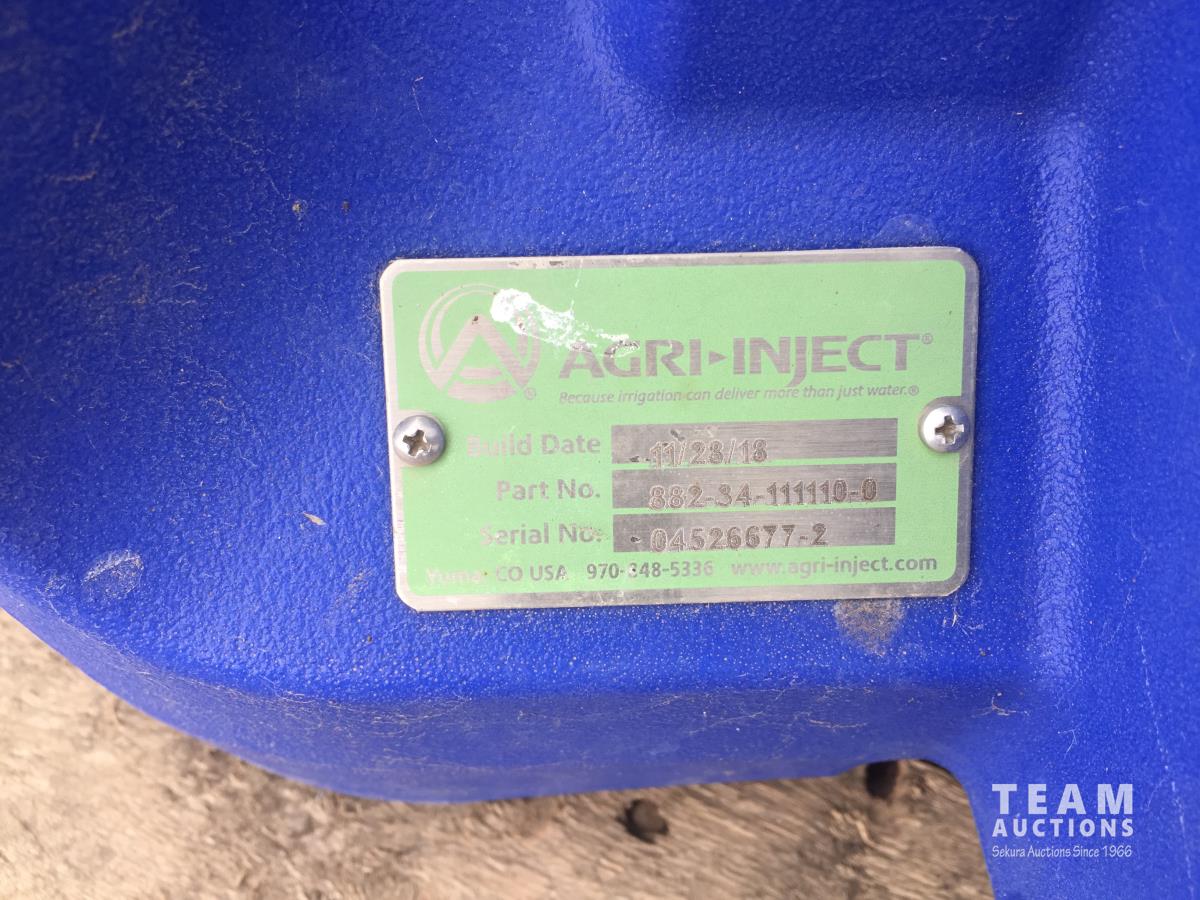 AGRI-INJECT®
Because irrigation can deliver more than just water.®
Build Date 11/28/18
Part No. 882-34-111110-0
Serial No. 04526677-2
Yuma, CO USA 970-848-5336 www.agri-inject.com
TEAM
AUCTIONS
Sekura Auctions Since 1966